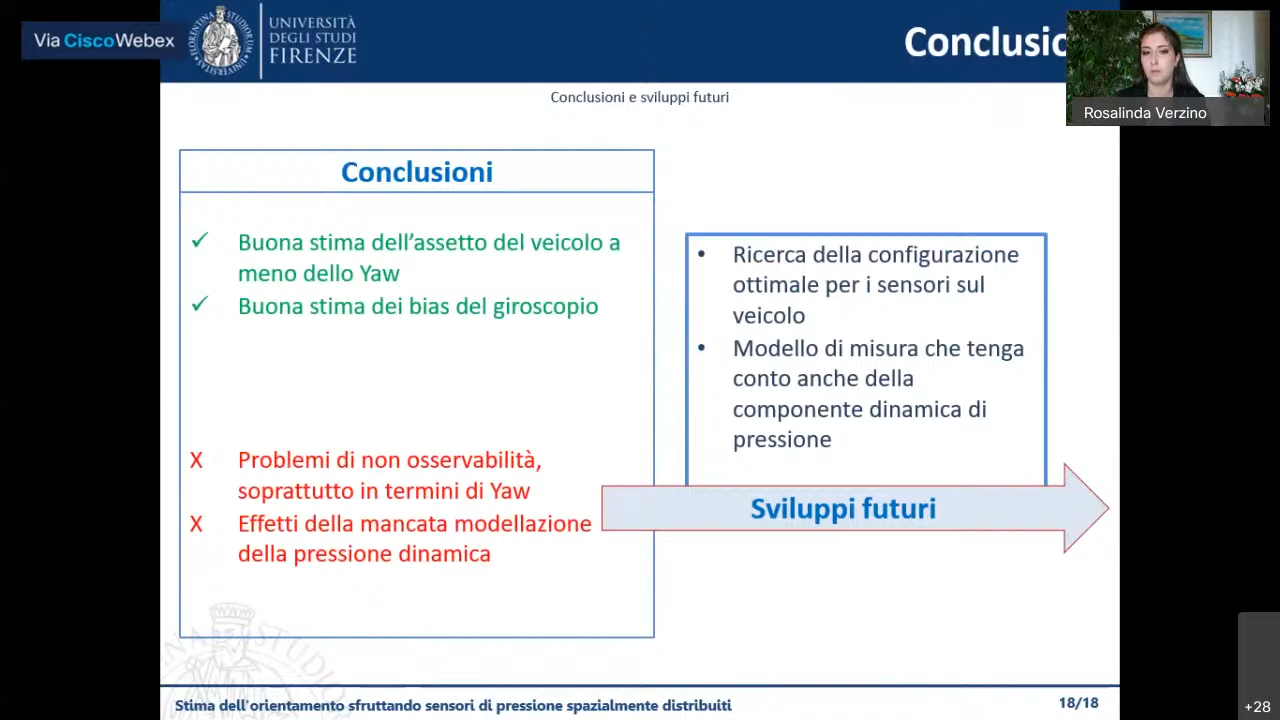 Via Cisco Webex
UNIVERSITÀ
DEGLI STUDI
FIRENZE
Conclusio
Rosalinda Verzino
Conclusioni e sviluppi futuri
Conclusioni
✓ Buona stima dell'assetto del veicolo a
meno dello Yaw
✓ Buona stima dei bias del giroscopio
X Problemi di non osservabilità,
soprattutto in termini di Yaw
X Effetti della mancata modellazione
della pressione dinamica
• Ricerca della configurazione
ottimale per i sensori sul
veicolo
• Modello di misura che tenga
conto anche della
componente dinamica di
pressione
Sviluppi futuri
Stima dell'orientamento sfruttando sensori di pressione spazialmente distribuiti
18/18
+28